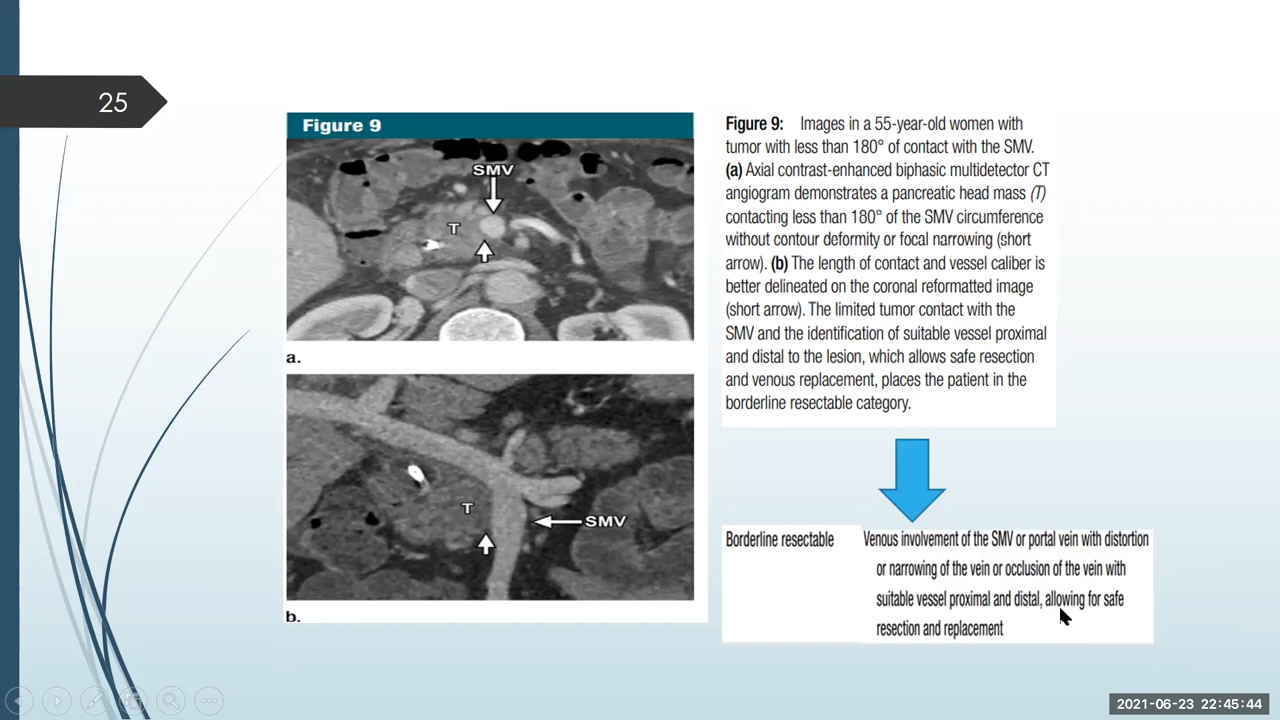 25
Figure 9
SMV
T
a.
T
SMV
b.
Figure 9: Images in a 55-year-old women with
tumor with less than 180° of contact with the SMV.
(a) Axial contrast-enhanced biphasic multidetector CT
angiogram demonstrates a pancreatic head mass (T)
contacting less than 180° of the SMV circumference
without contour deformity or focal narrowing (short
arrow). (b) The length of contact and vessel caliber is
better delineated on the coronal reformatted image
(short arrow). The limited tumor contact with the
SMV and the identification of suitable vessel proximal
and distal to the lesion, which allows safe resection
and venous replacement, places the patient in the
borderline resectable category.
Borderline resectable
Venous involvement of the SMV or portal vein with distortion
or narrowing of the vein or occlusion of the vein with
suitable vessel proximal and distal, allowing for safe
resection and replacement
2021-06-23 22:45:44